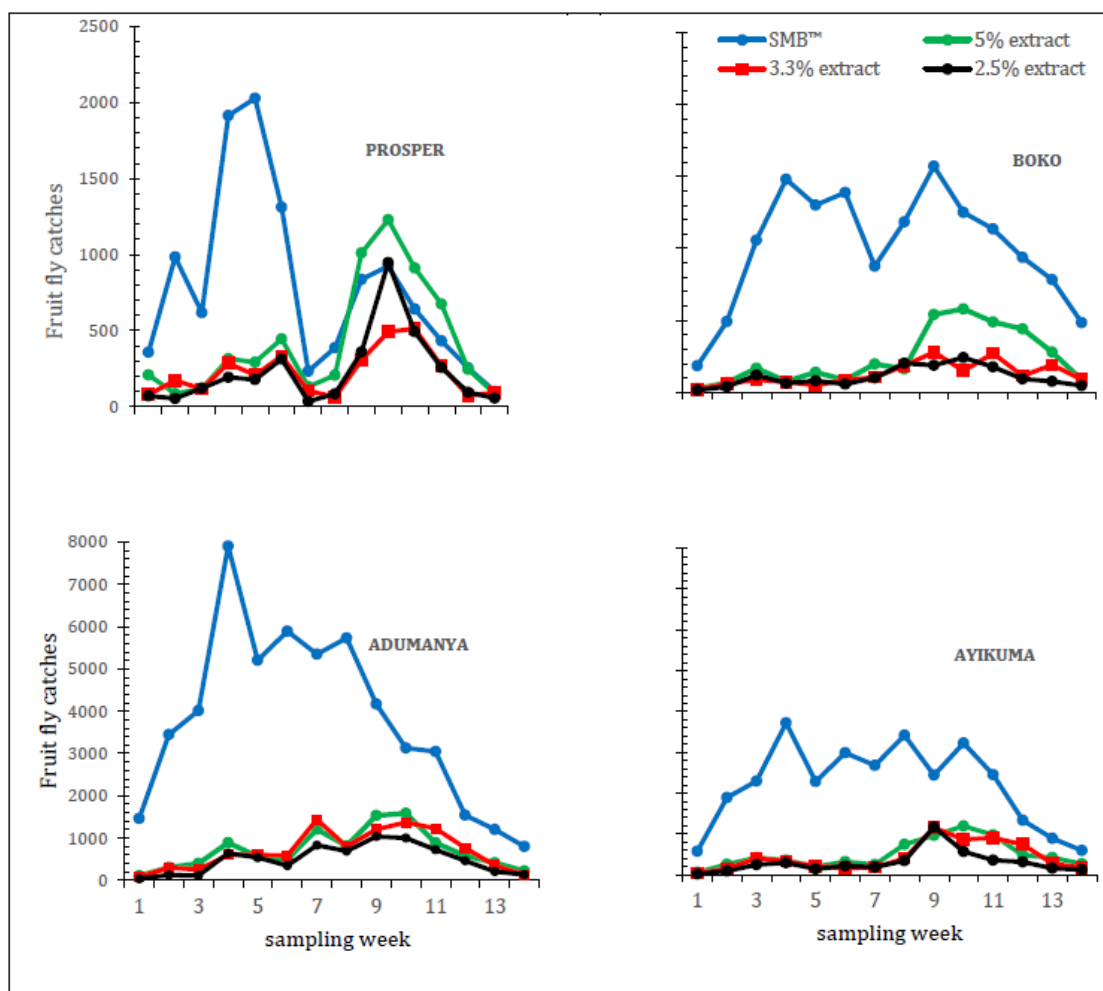 2500
2000
1500
1000
500
0
Fruit fly catches
PROSPER
SMB™
5% extract
3.3% extract
2.5% extract
BOKO
8000
7000
6000
5000
4000
3000
2000
1000
0
Fruit fly catches
ADUMANYA
1 3 5 7 9 11 13
sampling week
AYIKUMA
1 3 5 7 9 11 13
sampling week